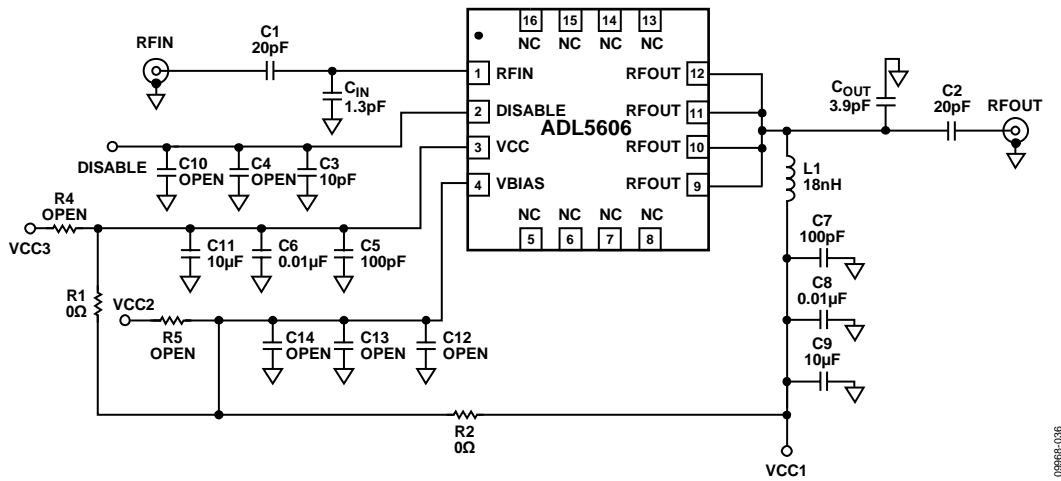 16 15 14 13
NC NC NC NC
RFIN
C1
20pF
1 RFIN
C_IN
1.3pF
2 DISABLE
ADL5606
3 VCC
4 VBIAS
RFOUT 12
RFOUT 11
RFOUT 10
RFOUT 9
NC NC NC NC
5 6 7 8
C_OUT
3.9pF
C2
20pF
RFOUT
L1
18nH
DISABLE
C10
OPEN
C4
OPEN
C3
10pF
R4
OPEN
VCC3
C11
10µF
C6
0.01µF
C5
100pF
R1
0Ω
VCC2
R5
OPEN
C14
OPEN
C13
OPEN
C12
OPEN
C7
100pF
C8
0.01µF
C9
10µF
R2
0Ω
VCC1
09968-036